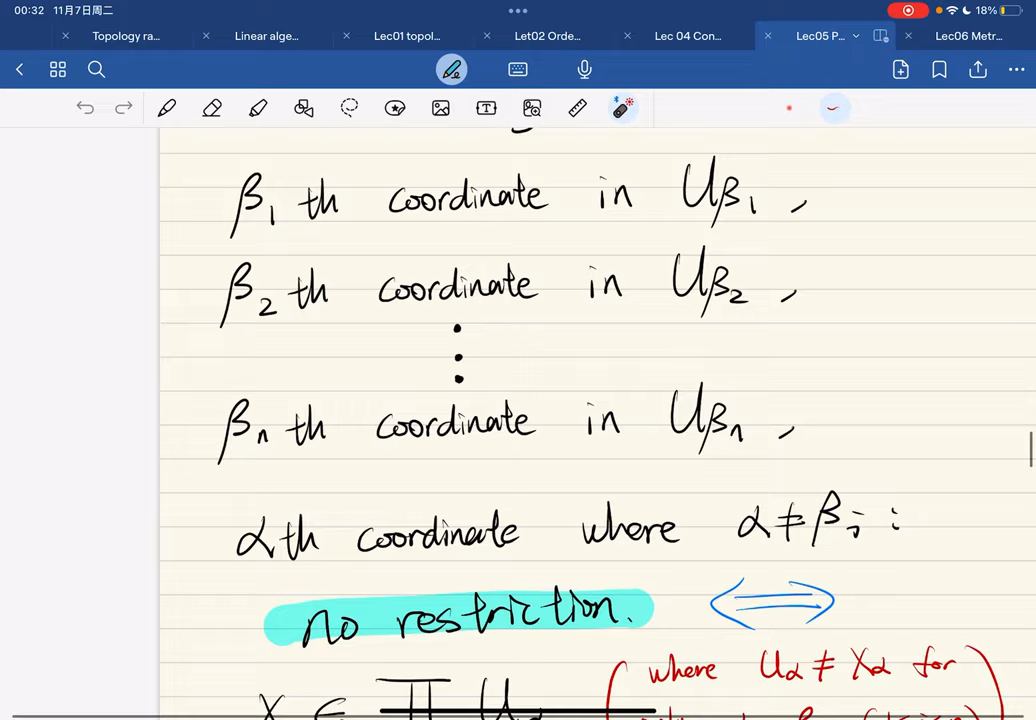 00:32 11月7日周二 18%
Topology ra... Linear alge... Lec01 topol... Let02 Orde... Lec 04 Con... Lec05 P... Lec06 Metr...
β₁ th coordinate in Uβ₁ ,
β₂ th coordinate in Uβ₂ ,
⋮
βₙ th coordinate in Uβₙ ,
αth coordinate where α ≠ βᵢ :
no restriction. ⟺
( where Uα ≠ Xα for )
X ∈ ∏ Uα